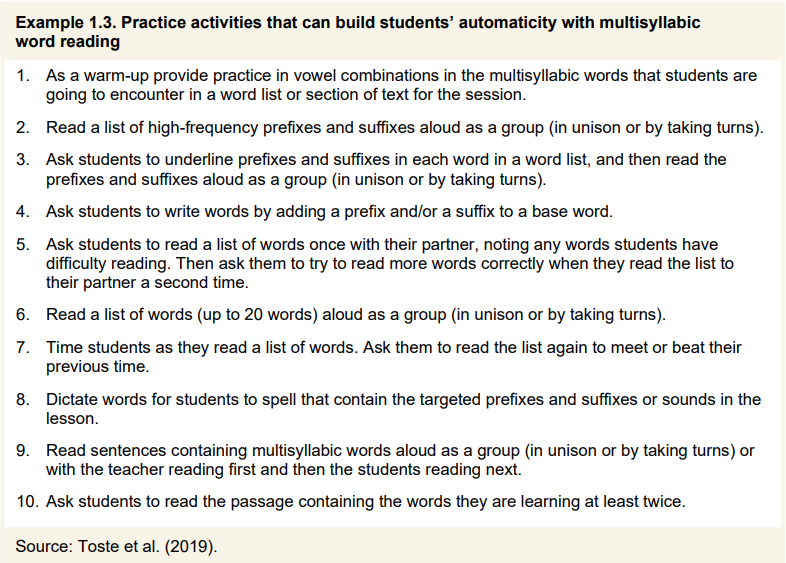 Example 1.3. Practice activities that can build students’ automaticity with multisyllabic
word reading
1. As a warm-up provide practice in vowel combinations in the multisyllabic words that students are
going to encounter in a word list or section of text for the session.
2. Read a list of high-frequency prefixes and suffixes aloud as a group (in unison or by taking turns).
3. Ask students to underline prefixes and suffixes in each word in a word list, and then read the
prefixes and suffixes aloud as a group (in unison or by taking turns).
4. Ask students to write words by adding a prefix and/or a suffix to a base word.
5. Ask students to read a list of words once with their partner, noting any words students have
difficulty reading. Then ask them to try to read more words correctly when they read the list to
their partner a second time.
6. Read a list of words (up to 20 words) aloud as a group (in unison or by taking turns).
7. Time students as they read a list of words. Ask them to read the list again to meet or beat their
previous time.
8. Dictate words for students to spell that contain the targeted prefixes and suffixes or sounds in the
lesson.
9. Read sentences containing multisyllabic words aloud as a group (in unison or by taking turns) or
with the teacher reading first and then the students reading next.
10. Ask students to read the passage containing the words they are learning at least twice.
Source: Toste et al. (2019).